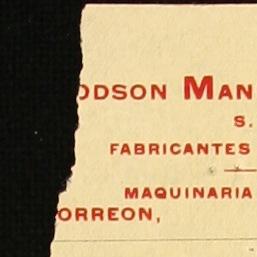 ODSON MAN
S.
FABRICANTES
MAQUINARIA
ORREON,